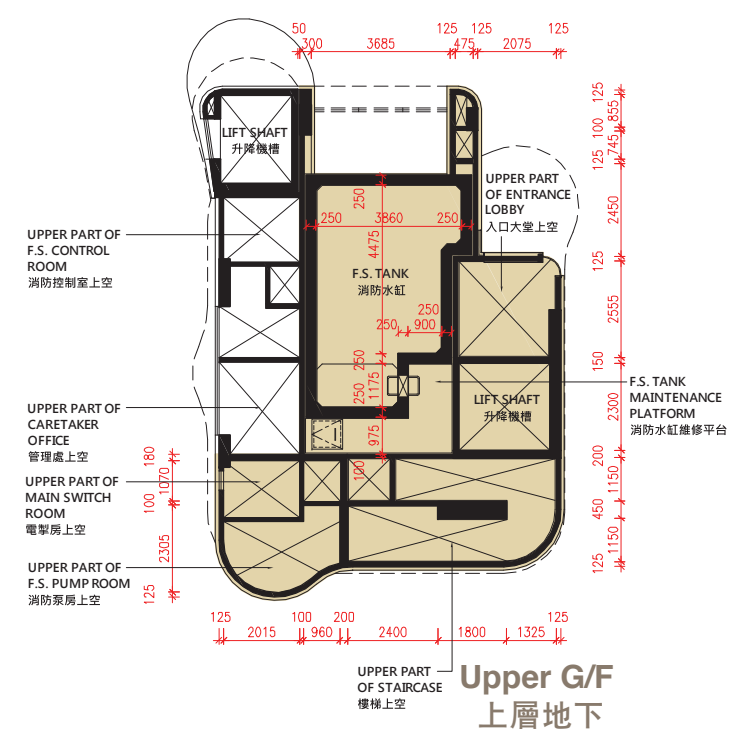 50
300
3685
125
475
125
2075
125
125
855
100
745
125
2450
125
2555
150
2300
200
1150
450
1150
125
LIFT SHAFT
升降機槽
UPPER PART
OF ENTRANCE
LOBBY
入口大堂上空
250
250
3860
250
4475
F.S. TANK
消防水缸
250
250
900
250
250
1175
975
100
UPPER PART OF
F.S. CONTROL
ROOM
消防控制室上空
LIFT SHAFT
升降機槽
F.S. TANK
MAINTENANCE
PLATFORM
消防水缸維修平台
UPPER PART OF
CARETAKER
OFFICE
管理處上空
180
1070
100
2305
125
UPPER PART OF
MAIN SWITCH
ROOM
電掣房上空
UPPER PART OF
F.S. PUMP ROOM
消防泵房上空
125
2015
100
960
200
2400
1800
1325
125
UPPER PART
OF STAIRCASE
樓梯上空
Upper G/F
上層地下